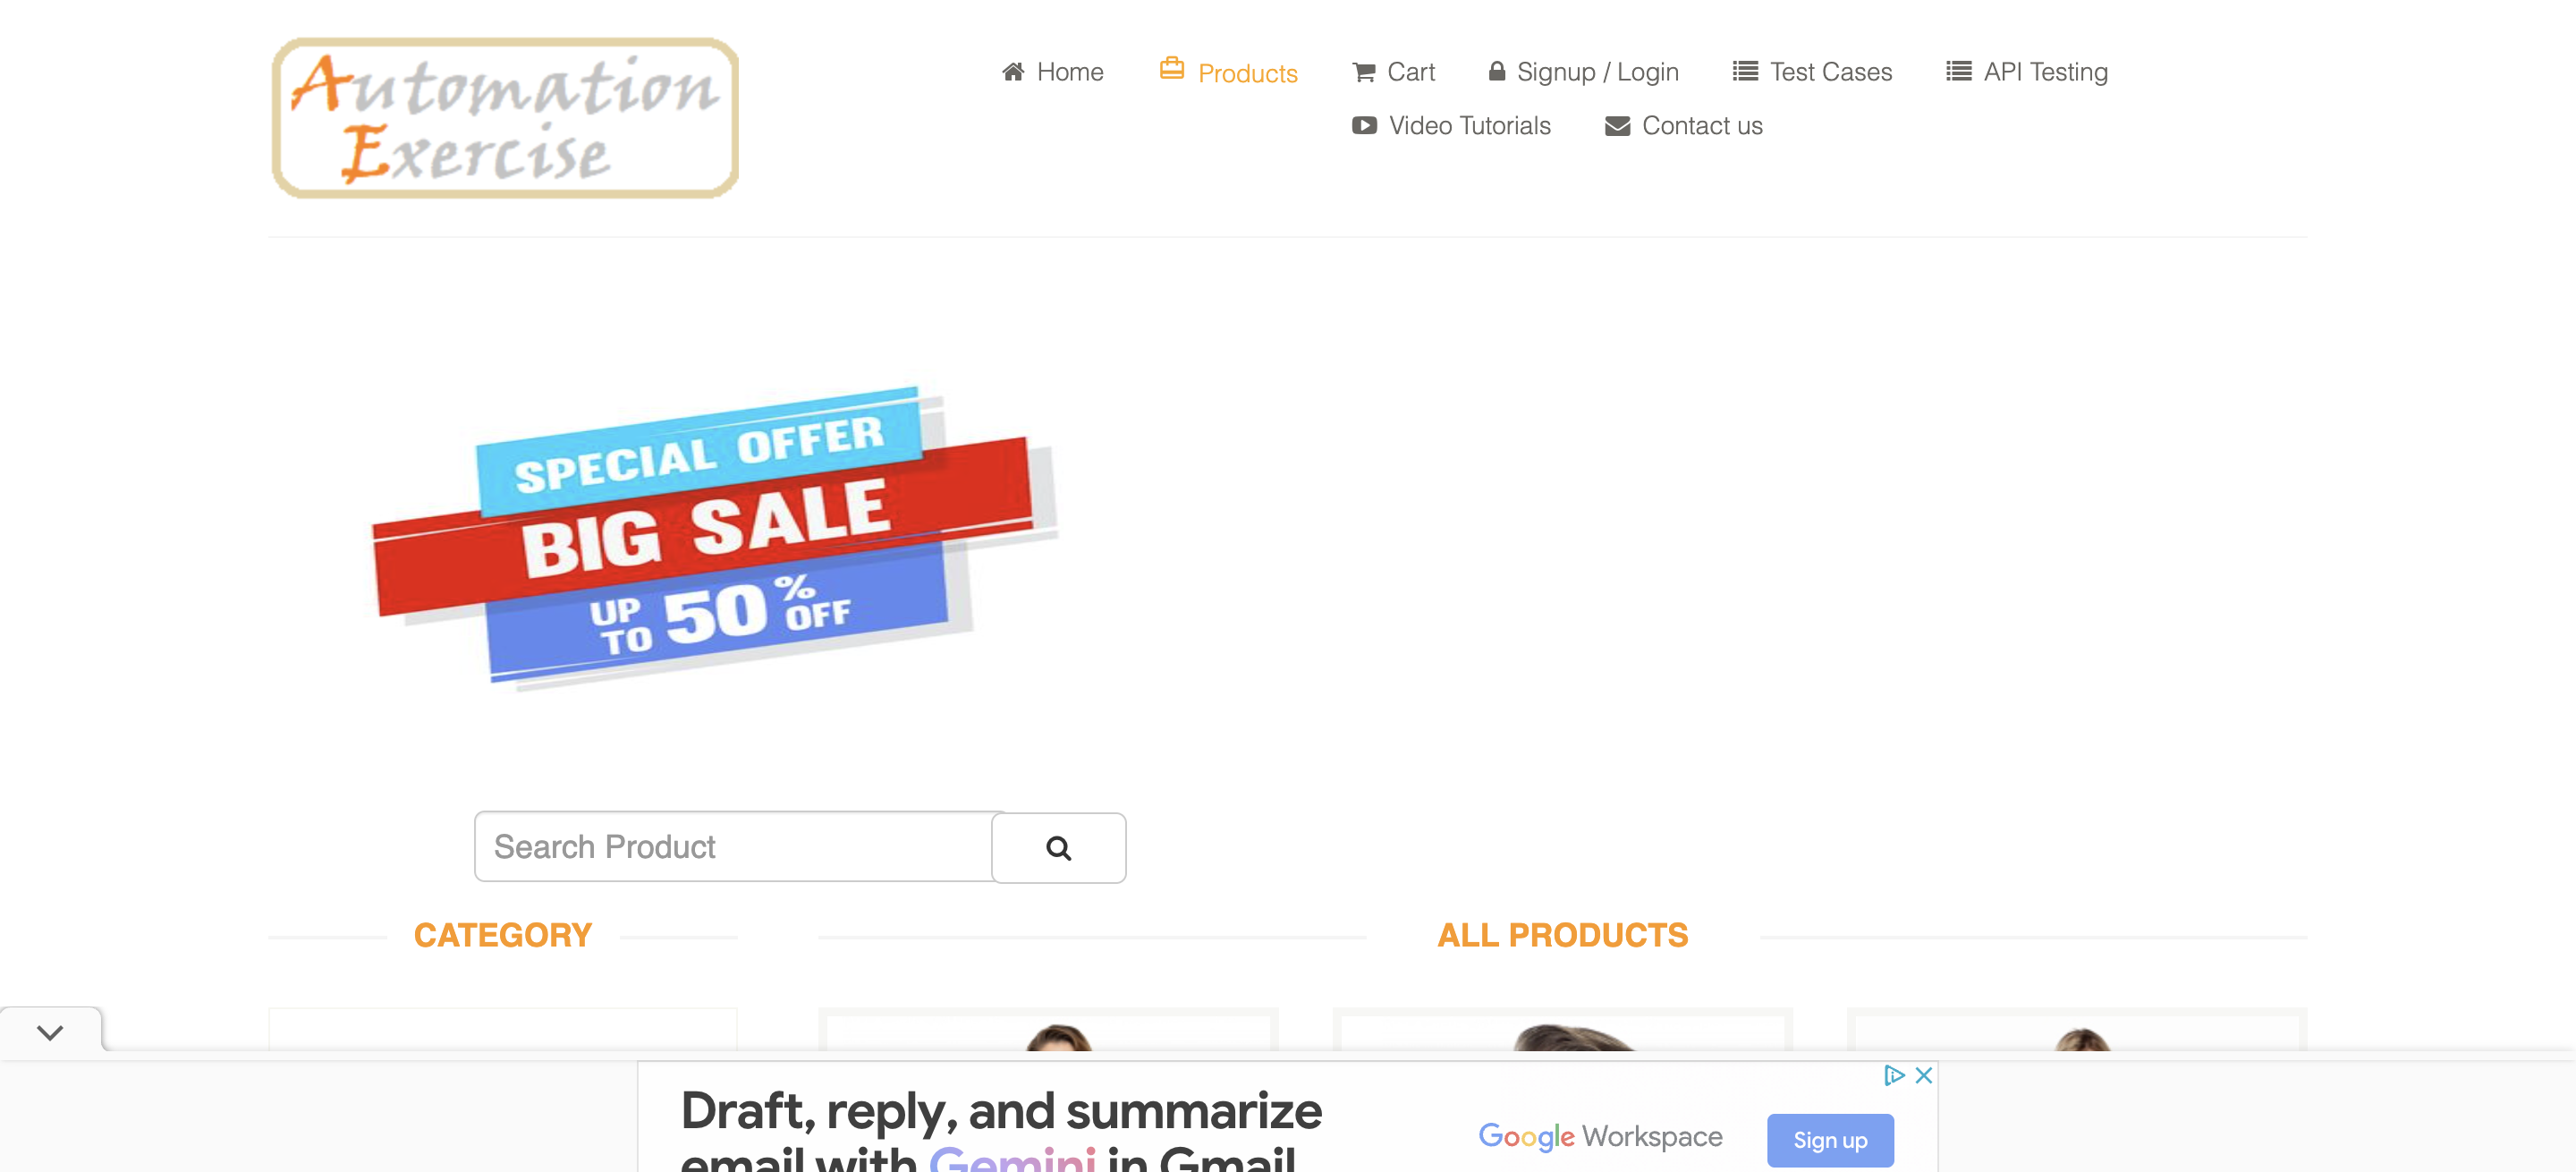 Automation
Exercise
Home Products Cart Signup / Login Test Cases API Testing
Video Tutorials Contact us
SPECIAL OFFER
BIG SALE
UP TO 50% OFF
Search Product
CATEGORY
ALL PRODUCTS
Draft, reply, and summarize
email with Gemini in Gmail
Google Workspace
Sign up